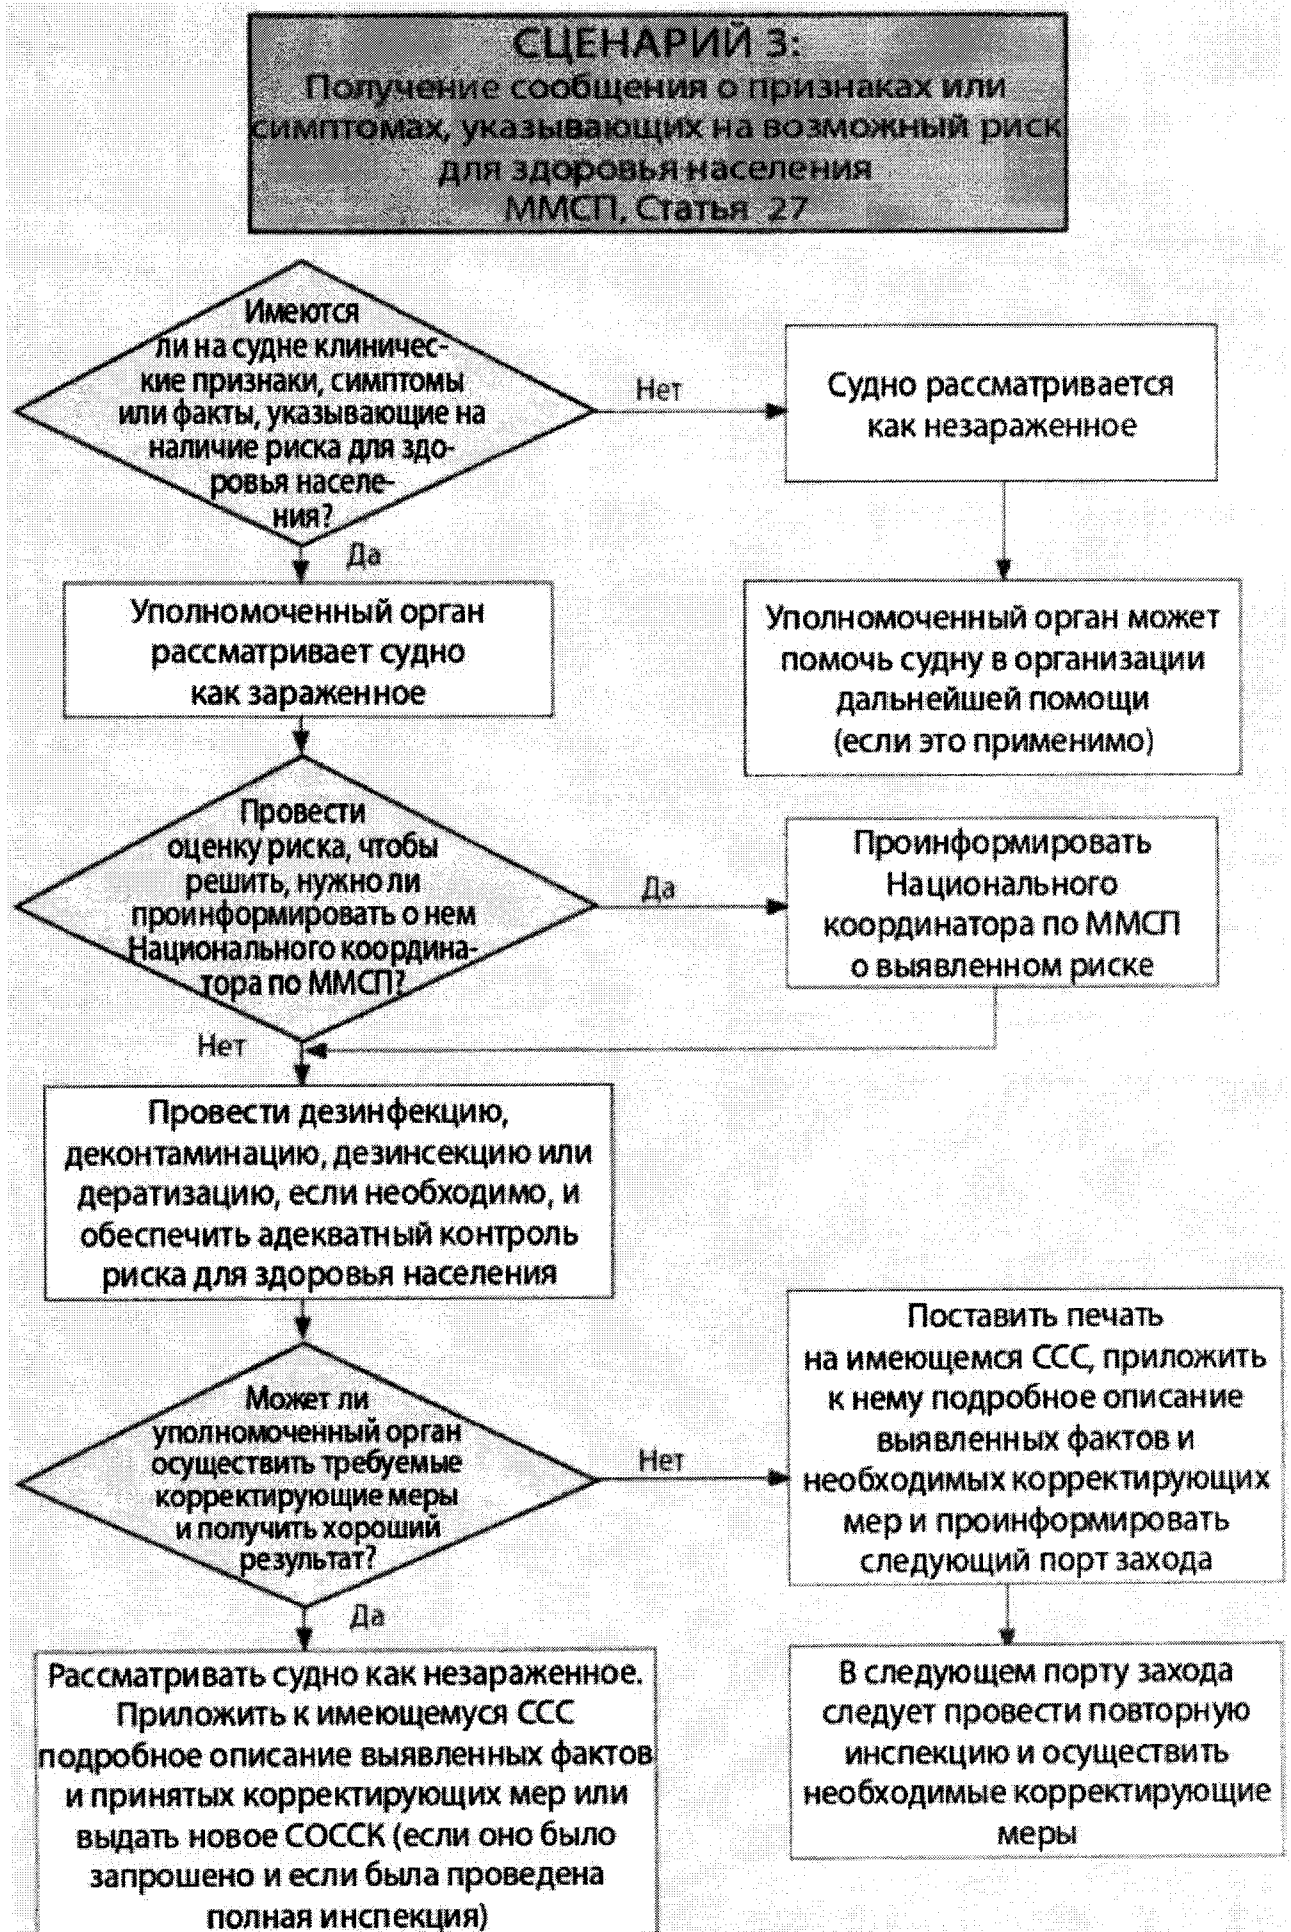 СЦЕНАРИЙ 3:
Получение сообщения о признаках или
симптомах, указывающих на возможный риск
для здоровья населения
ММСП, Статья 27
Имеются
ли на судне клиничес-
кие признаки, симптомы
или факты, указывающие на
наличие риска для здо-
ровья населе-
ния?
Нет
Судно рассматривается
как незараженное
Да
Уполномоченный орган
рассматривает судно
как зараженное
Уполномоченный орган может
помочь судну в организации
дальнейшей помощи
(если это применимо)
Провести
оценку риска, чтобы
решить, нужно ли
проинформировать о нем
Национального координа-
тора по ММСП?
Да
Проинформировать
Национального
координатора по ММСП
о выявленном риске
Нет
Провести дезинфекцию,
деконтаминацию, дезинсекцию или
дератизацию, если необходимо, и
обеспечить адекватный контроль
риска для здоровья населения
Может ли
уполномоченный орган
осуществить требуемые
корректирующие меры
и получить хороший
результат?
Нет
Поставить печать
на имеющемся ССС, приложить
к нему подробное описание
выявленных фактов и
необходимых корректирующих
мер и проинформировать
следующий порт захода
Да
Рассматривать судно как незараженное.
Приложить к имеющемуся ССС
подробное описание выявленных фактов
и принятых корректирующих мер или
выдать новое СОССК (если оно было
запрошено и если была проведена
полная инспекция)
В следующем порту захода
следует провести повторную
инспекцию и осуществить
необходимые корректирующие
меры